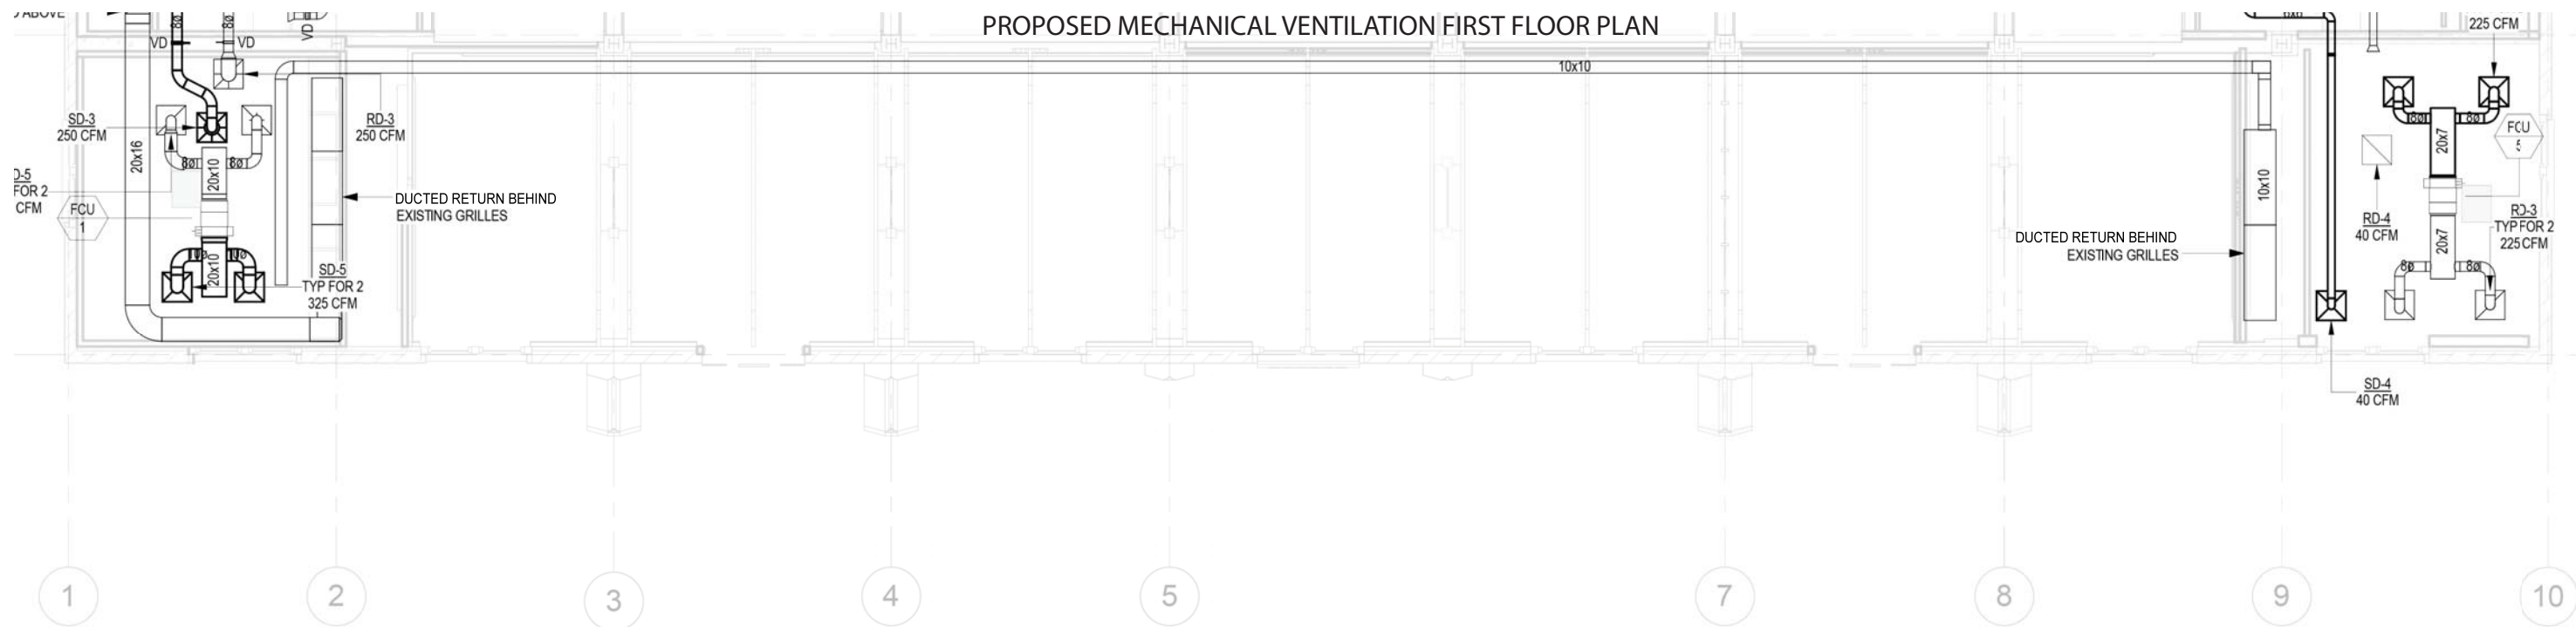 PROPOSED MECHANICAL VENTILATION FIRST FLOOR PLAN
ABOVE
8ø
8ø
VD
VD
VD
225 CFM
10x10
SD-3
250 CFM
RD-3
250 CFM
20x16
8ø
8ø
20x10
D-5
FOR 2
CFM
FCU
1
DUCTED RETURN BEHIND
EXISTING GRILLES
10ø
10ø
20x10
SD-5
TYP FOR 2
325 CFM
10x10
DUCTED RETURN BEHIND
EXISTING GRILLES
8ø
8ø
20x7
FCU
5
RD-4
40 CFM
RD-3
TYP FOR 2
225 CFM
20x7
8ø
8ø
SD-4
40 CFM
1
2
3
4
5
7
8
9
10